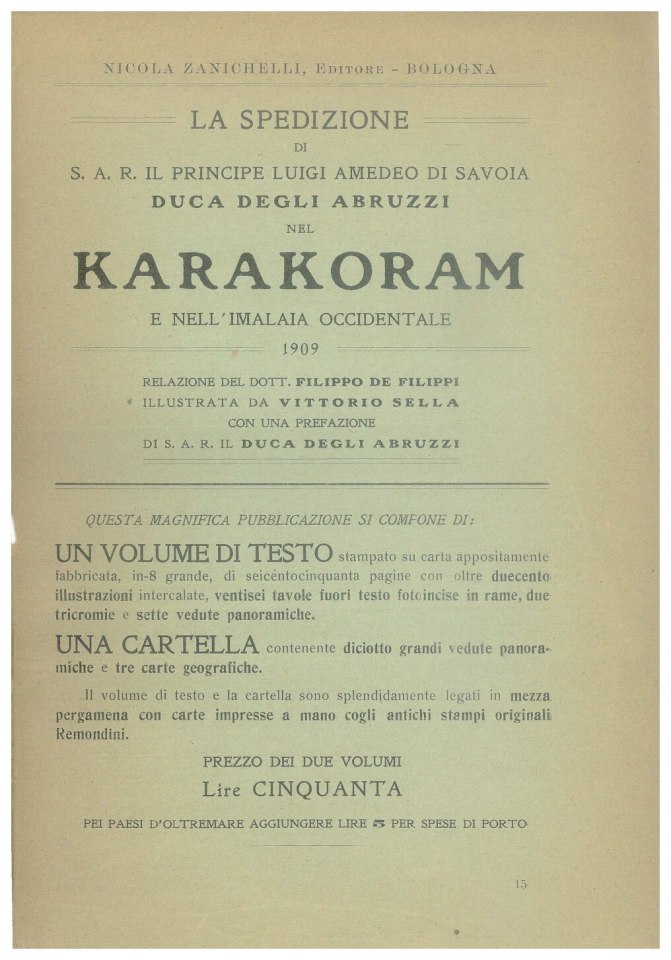 NICOLA ZANICHELLI, EDITORE - BOLOGNA
LA SPEDIZIONE
DI
S. A. R. IL PRINCIPE LUIGI AMEDEO DI SAVOIA
DUCA DEGLI ABRUZZI
NEL
KARAKORAM
E NELL'IMALAIA OCCIDENTALE
1909
RELAZIONE DEL DOTT. FILIPPO DE FILIPPI
ILLUSTRATA DA VITTORIO SELLA
CON UNA PREFAZIONE
DI S. A. R. IL DUCA DEGLI ABRUZZI
QUESTA MAGNIFICA PUBBLICAZIONE SI COMPONE DI:
UN VOLUME DI TESTO stampato su carta appositamente
fabbricata, in-8 grande, di seicentocinquanta pagine con oltre duecento
illustrazioni intercalate, ventisei tavole fuori testo fotoincise in rame, due
tricromie e sette vedute panoramiche.
UNA CARTELLA contenente diciotto grandi vedute panora-
miche e tre carte geografiche.
Il volume di testo e la cartella sono splendidamente legati in mezza
pergamena con carte impresse a mano cogli antichi stampi originali
Remondini.
PREZZO DEI DUE VOLUMI
Lire CINQUANTA
PEI PAESI D'OLTREMARE AGGIUNGERE LIRE 5 PER SPESE DI PORTO
15